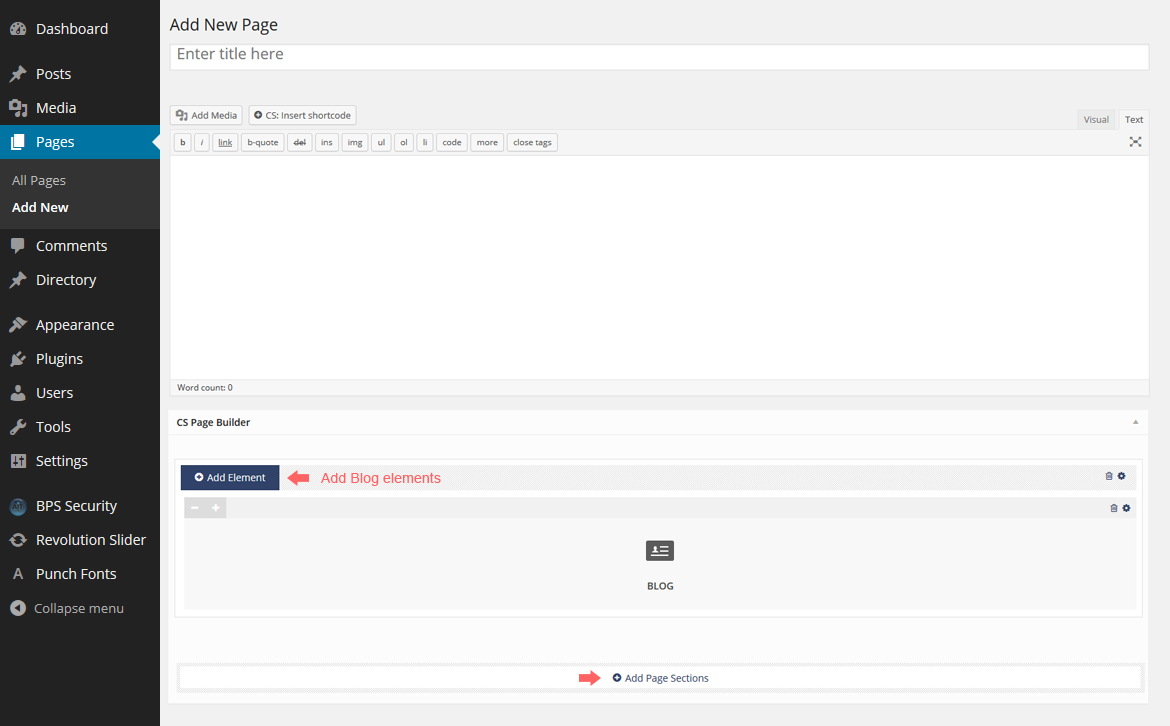 Dashboard
Posts
Media
Pages
All Pages
Add New
Comments
Directory
Appearance
Plugins
Users
Tools
Settings
BPS Security
Revolution Slider
A Punch Fonts
Collapse menu
Add New Page
Enter title here
Add Media CS: Insert shortcode
Visual Text
b i link b-quote del ins img ul ol li code more close tags
Word count: 0
CS Page Builder
Add Element Add Blog elements
BLOG
Add Page Sections